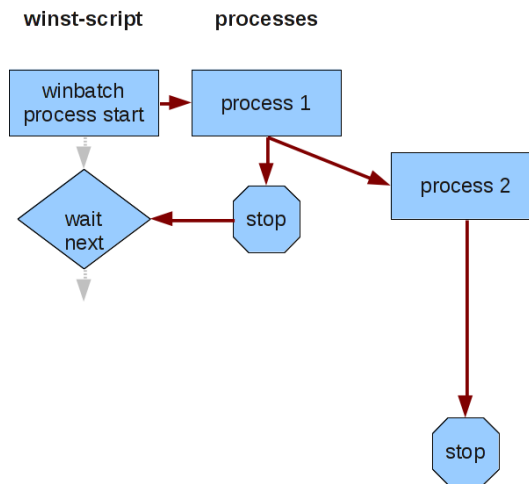 winst-script
processes
winbatch
process start
process 1
process 2
wait
next
stop
stop